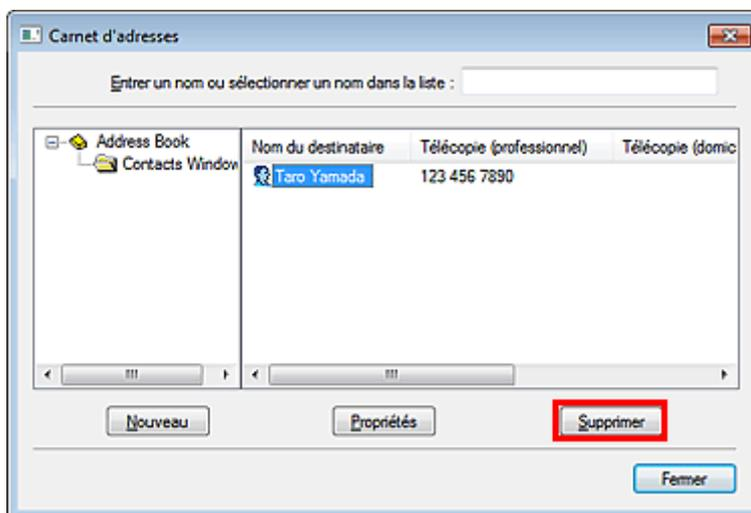 Carnet d'adresses
Entrer un nom ou sélectionner un nom dans la liste :
Address Book
Contacts Window
Nom du destinataire Télécopie (professionnel) Télécopie (domic
Taro Yamada 123 456 7890
Nouveau Propriétés Supprimer
Fermer